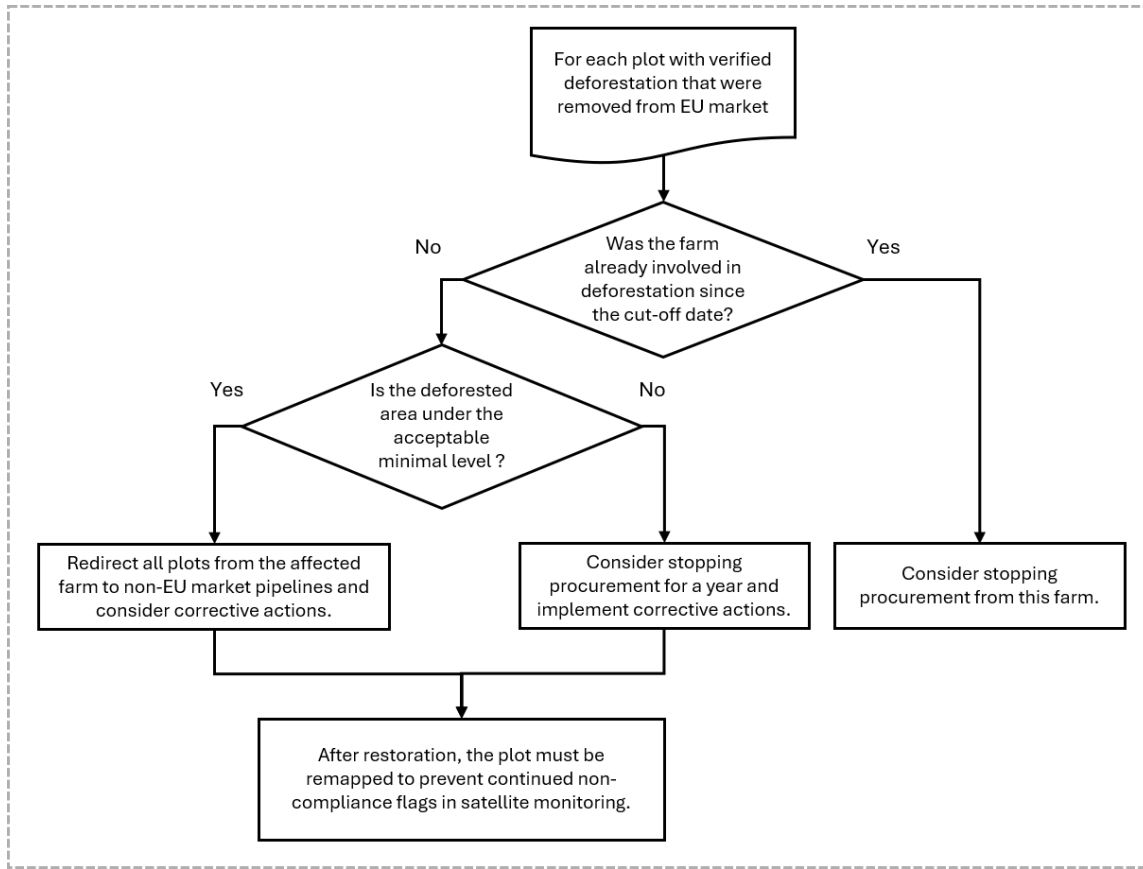 For each plot with verified
deforestation that were
removed from EU market
No
Yes
Was the farm
already involved in
deforestation since
the cut-off date?
Yes
No
Is the deforested
area under the
acceptable
minimal level ?
Redirect all plots from the affected
farm to non-EU market pipelines and
consider corrective actions.
Consider stopping
procurement for a year and
implement corrective actions.
Consider stopping
procurement from this farm.
After restoration, the plot must be
remapped to prevent continued non-
compliance flags in satellite monitoring.